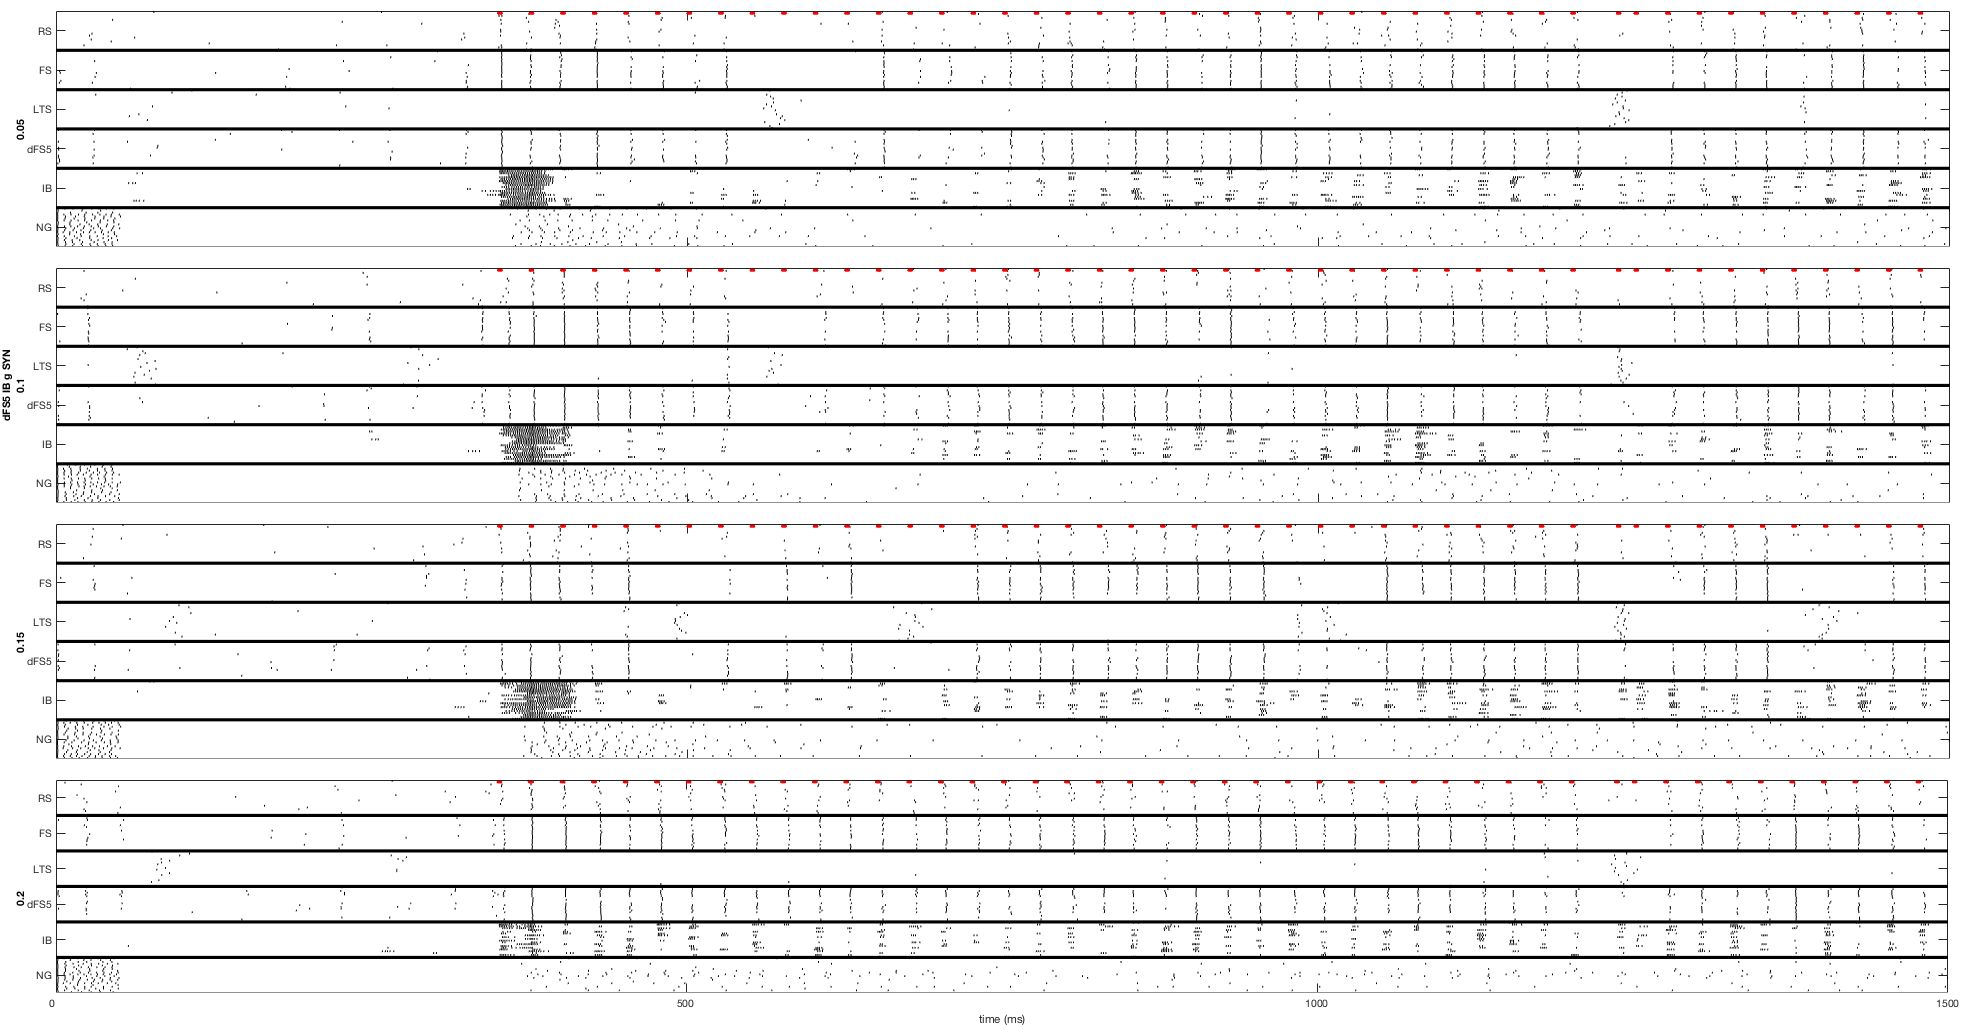 RS
FS
LTS
dFS5
IB
NG
0.05
RS
FS
LTS
dFS5
IB
NG
dFS5 IB g SYN
0.1
RS
FS
LTS
dFS5
IB
NG
0.15
RS
FS
LTS
dFS5
IB
NG
0.2
0
500
1000
1500
time (ms)